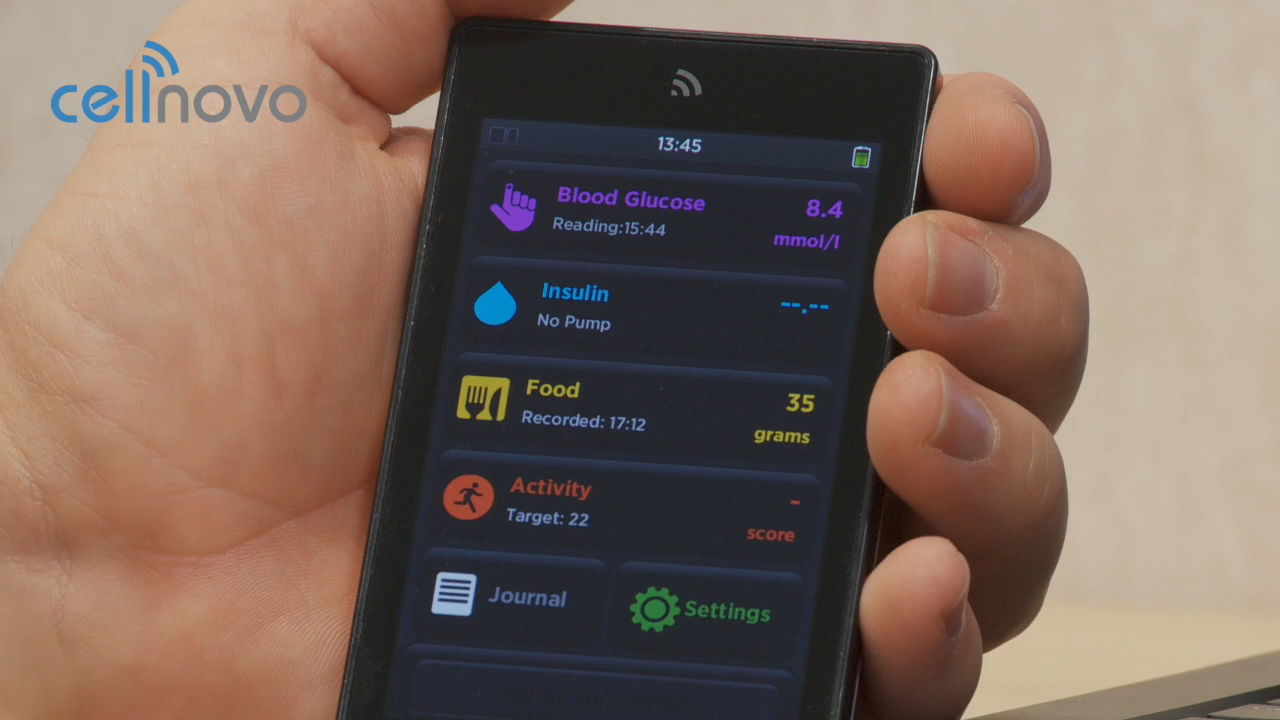 cellnovo
13:45
Blood Glucose
8.4
Reading:15:44
mmol/l
Insulin
--.--
No Pump
Food
35
Recorded: 17:12
grams
Activity
-
Target: 22
score
Journal
Settings